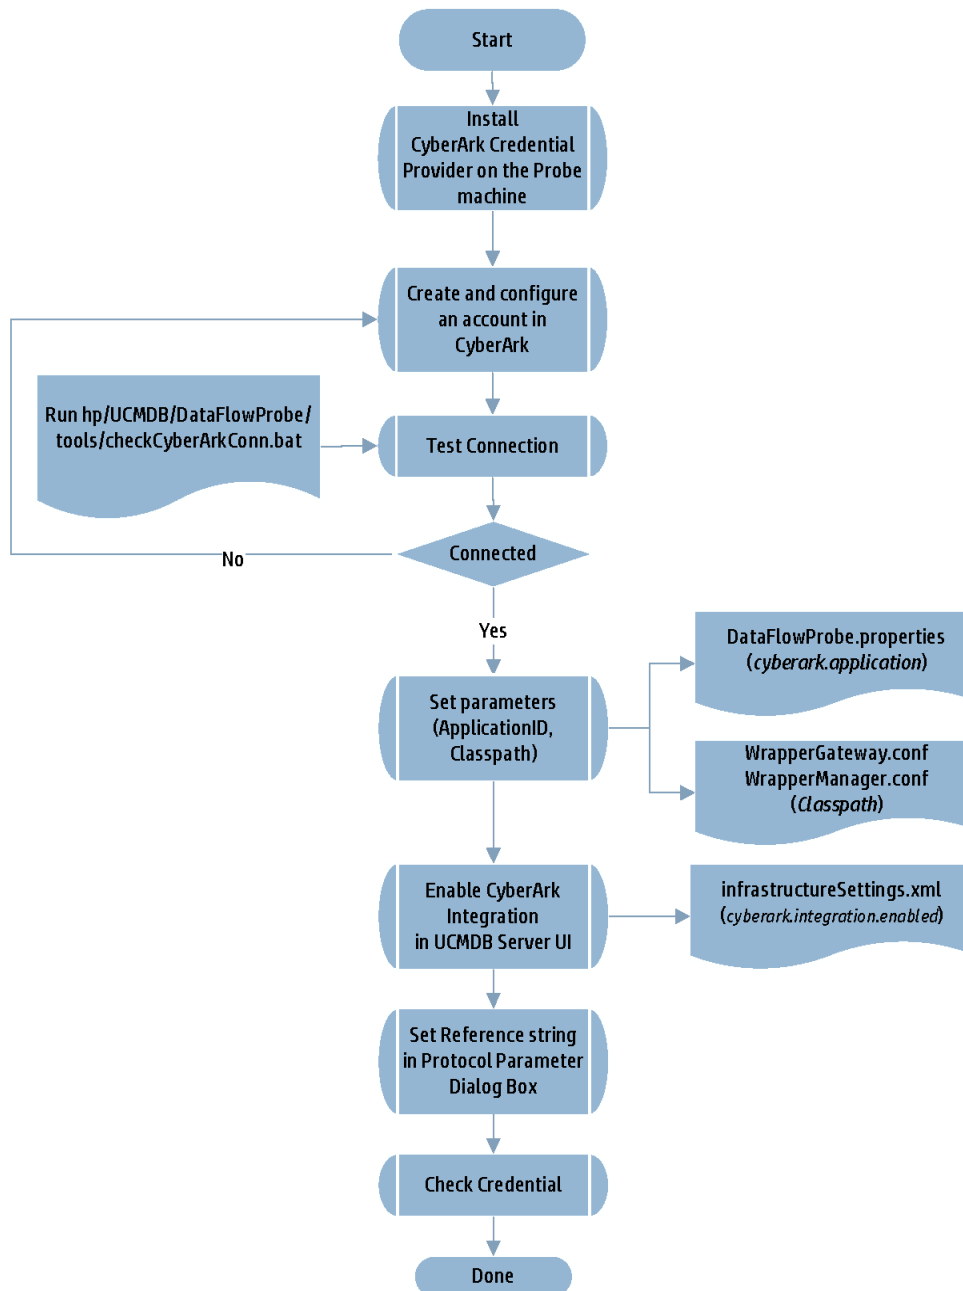 Start
Install
CyberArk Credential
Provider on the Probe
machine
Create and configure
an account in
CyberArk
Run hp/UCMDB/DataFlowProbe/
tools/checkCyberArkConn.bat
Test Connection
Connected
No
Yes
DataFlowProbe.properties
(cyberark.application)
Set parameters
(ApplicationID,
Classpath)
WrapperGateway.conf
WrapperManager.conf
(Classpath)
Enable CyberArk
Integration
in UCMDB Server UI
infrastructureSettings.xml
(cyberark.integration.enabled)
Set Reference string
in Protocol Parameter
Dialog Box
Check Credential
Done